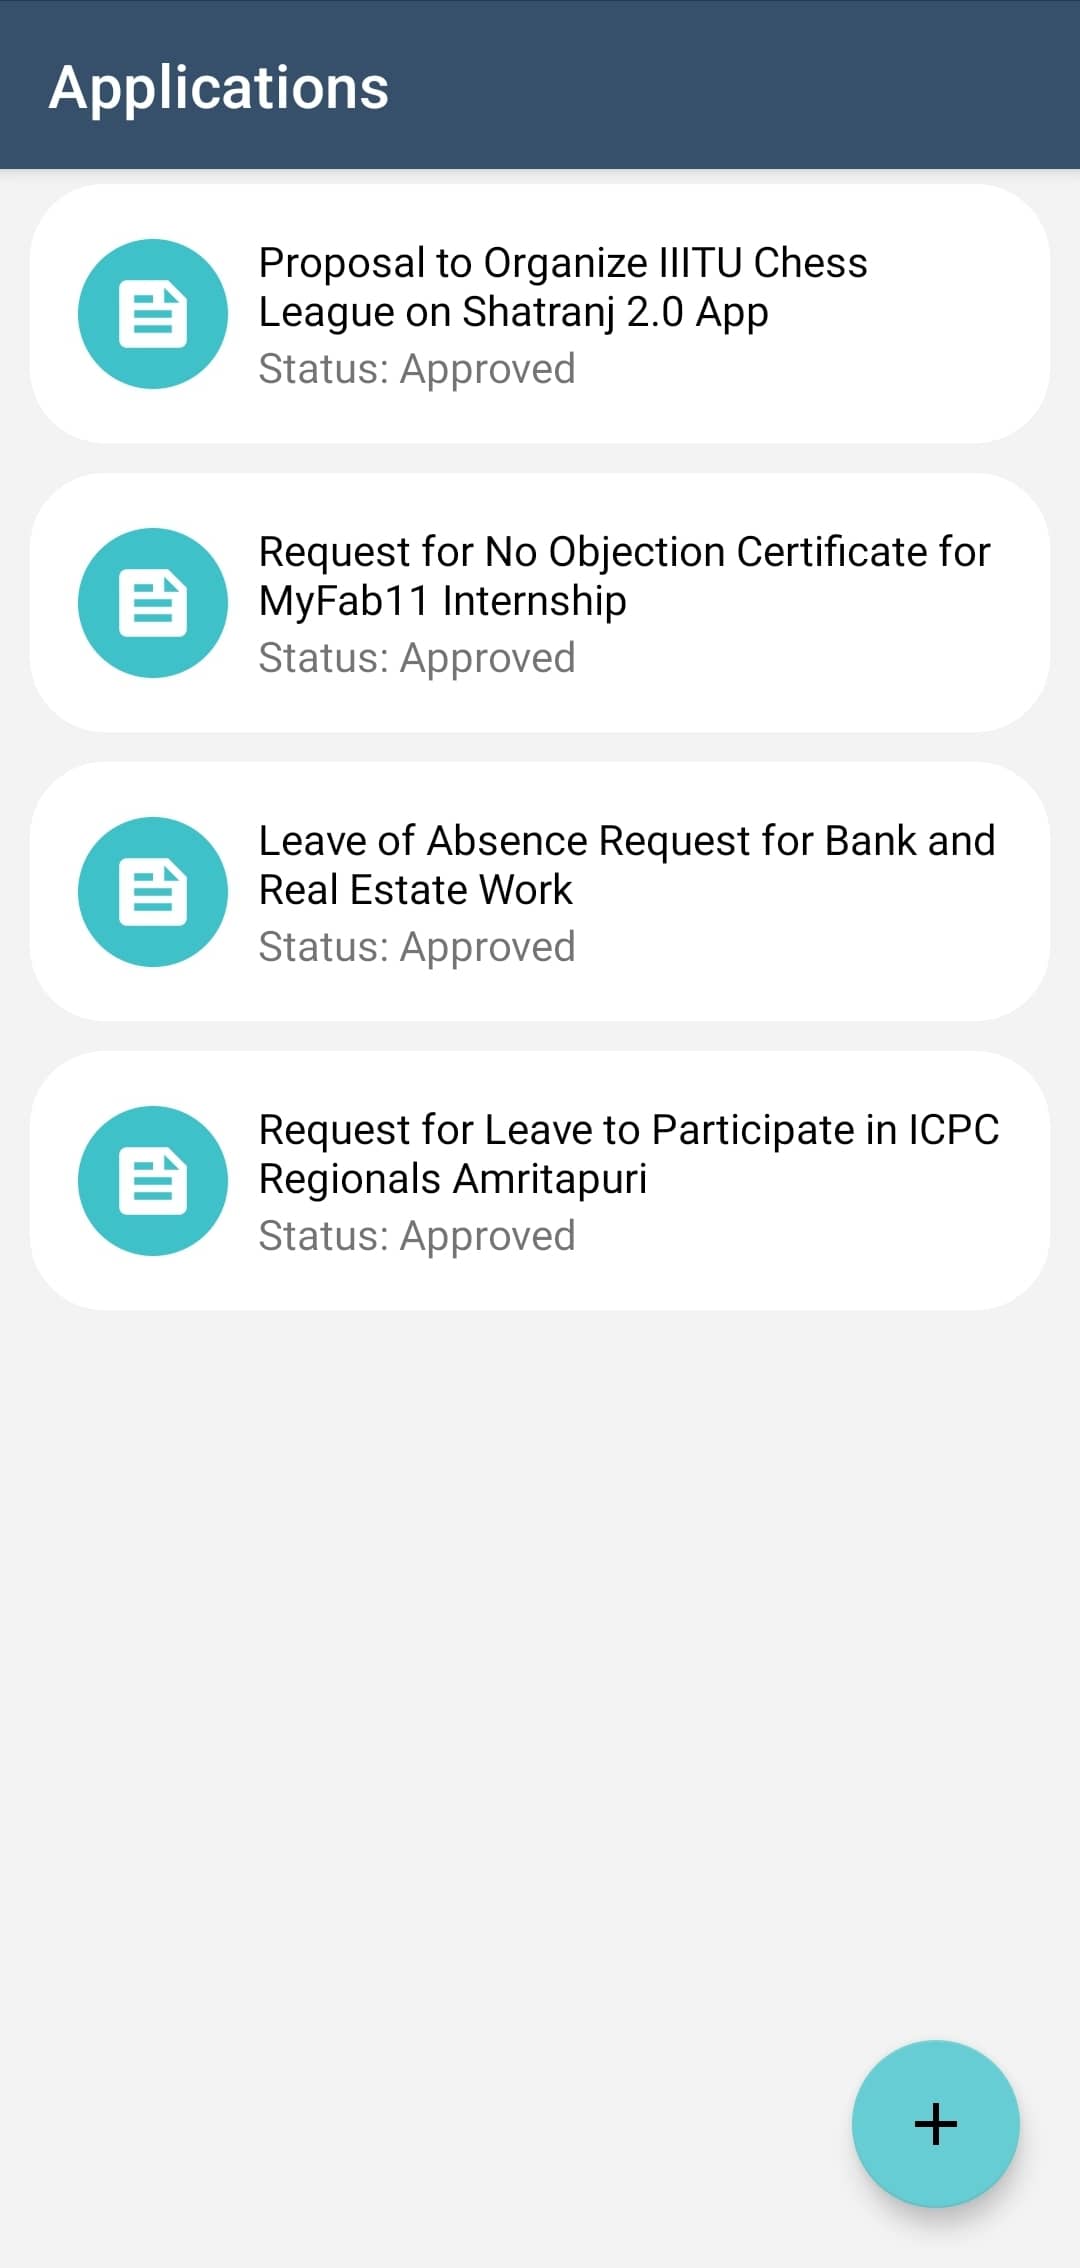 Applications
Proposal to Organize IIITU Chess
League on Shatranj 2.0 App
Status: Approved
Request for No Objection Certificate for
MyFab11 Internship
Status: Approved
Leave of Absence Request for Bank and
Real Estate Work
Status: Approved
Request for Leave to Participate in ICPC
Regionals Amritapuri
Status: Approved